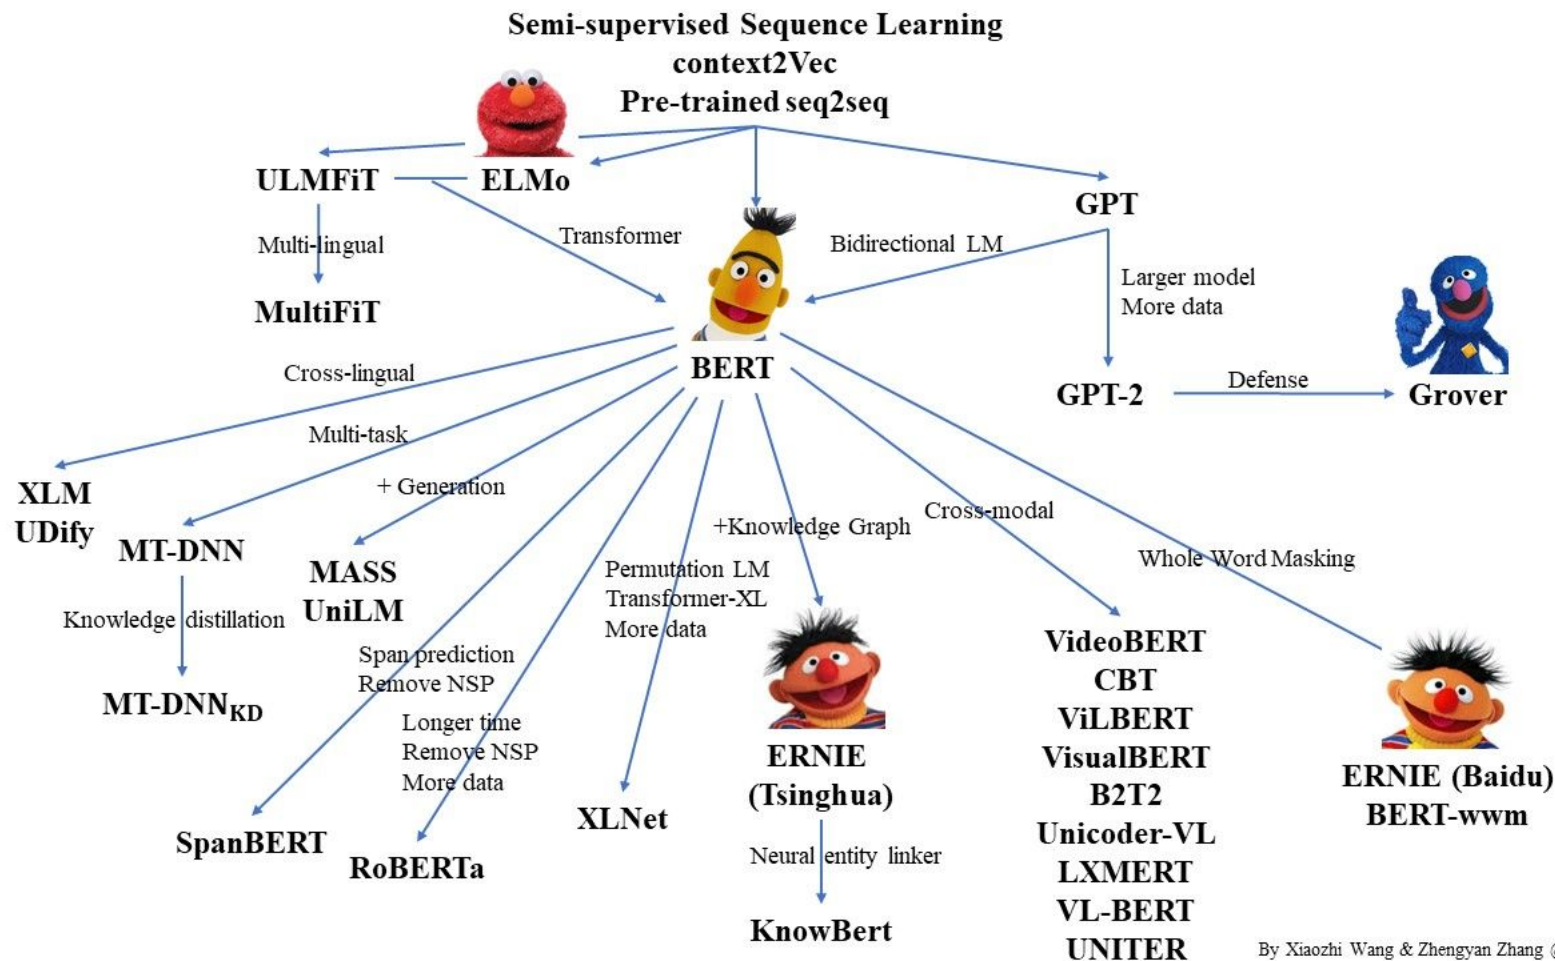 Semi-supervised Sequence Learning
context2Vec
Pre-trained seq2seq
ULMFiT
ELMo
GPT
Multi-lingual
Transformer
Bidirectional LM
Larger model
More data
MultiFiT
BERT
GPT-2
Defense
Grover
Cross-lingual
Multi-task
+ Generation
+Knowledge Graph
Cross-modal
Whole Word Masking
XLM
UDify
MT-DNN
MASS
UniLM
Knowledge distillation
MT-DNNKD
Span prediction
Remove NSP
Longer time
Remove NSP
More data
Permutation LM
Transformer-XL
More data
SpanBERT
RoBERTa
XLNet
ERNIE
(Tsinghua)
Neural entity linker
KnowBert
VideoBERT
CBT
ViLBERT
VisualBERT
B2T2
Unicoder-VL
LXMERT
VL-BERT
UNITER
ERNIE (Baidu)
BERT-wwm
By Xiaozhi Wang & Zhengyan Zhang @